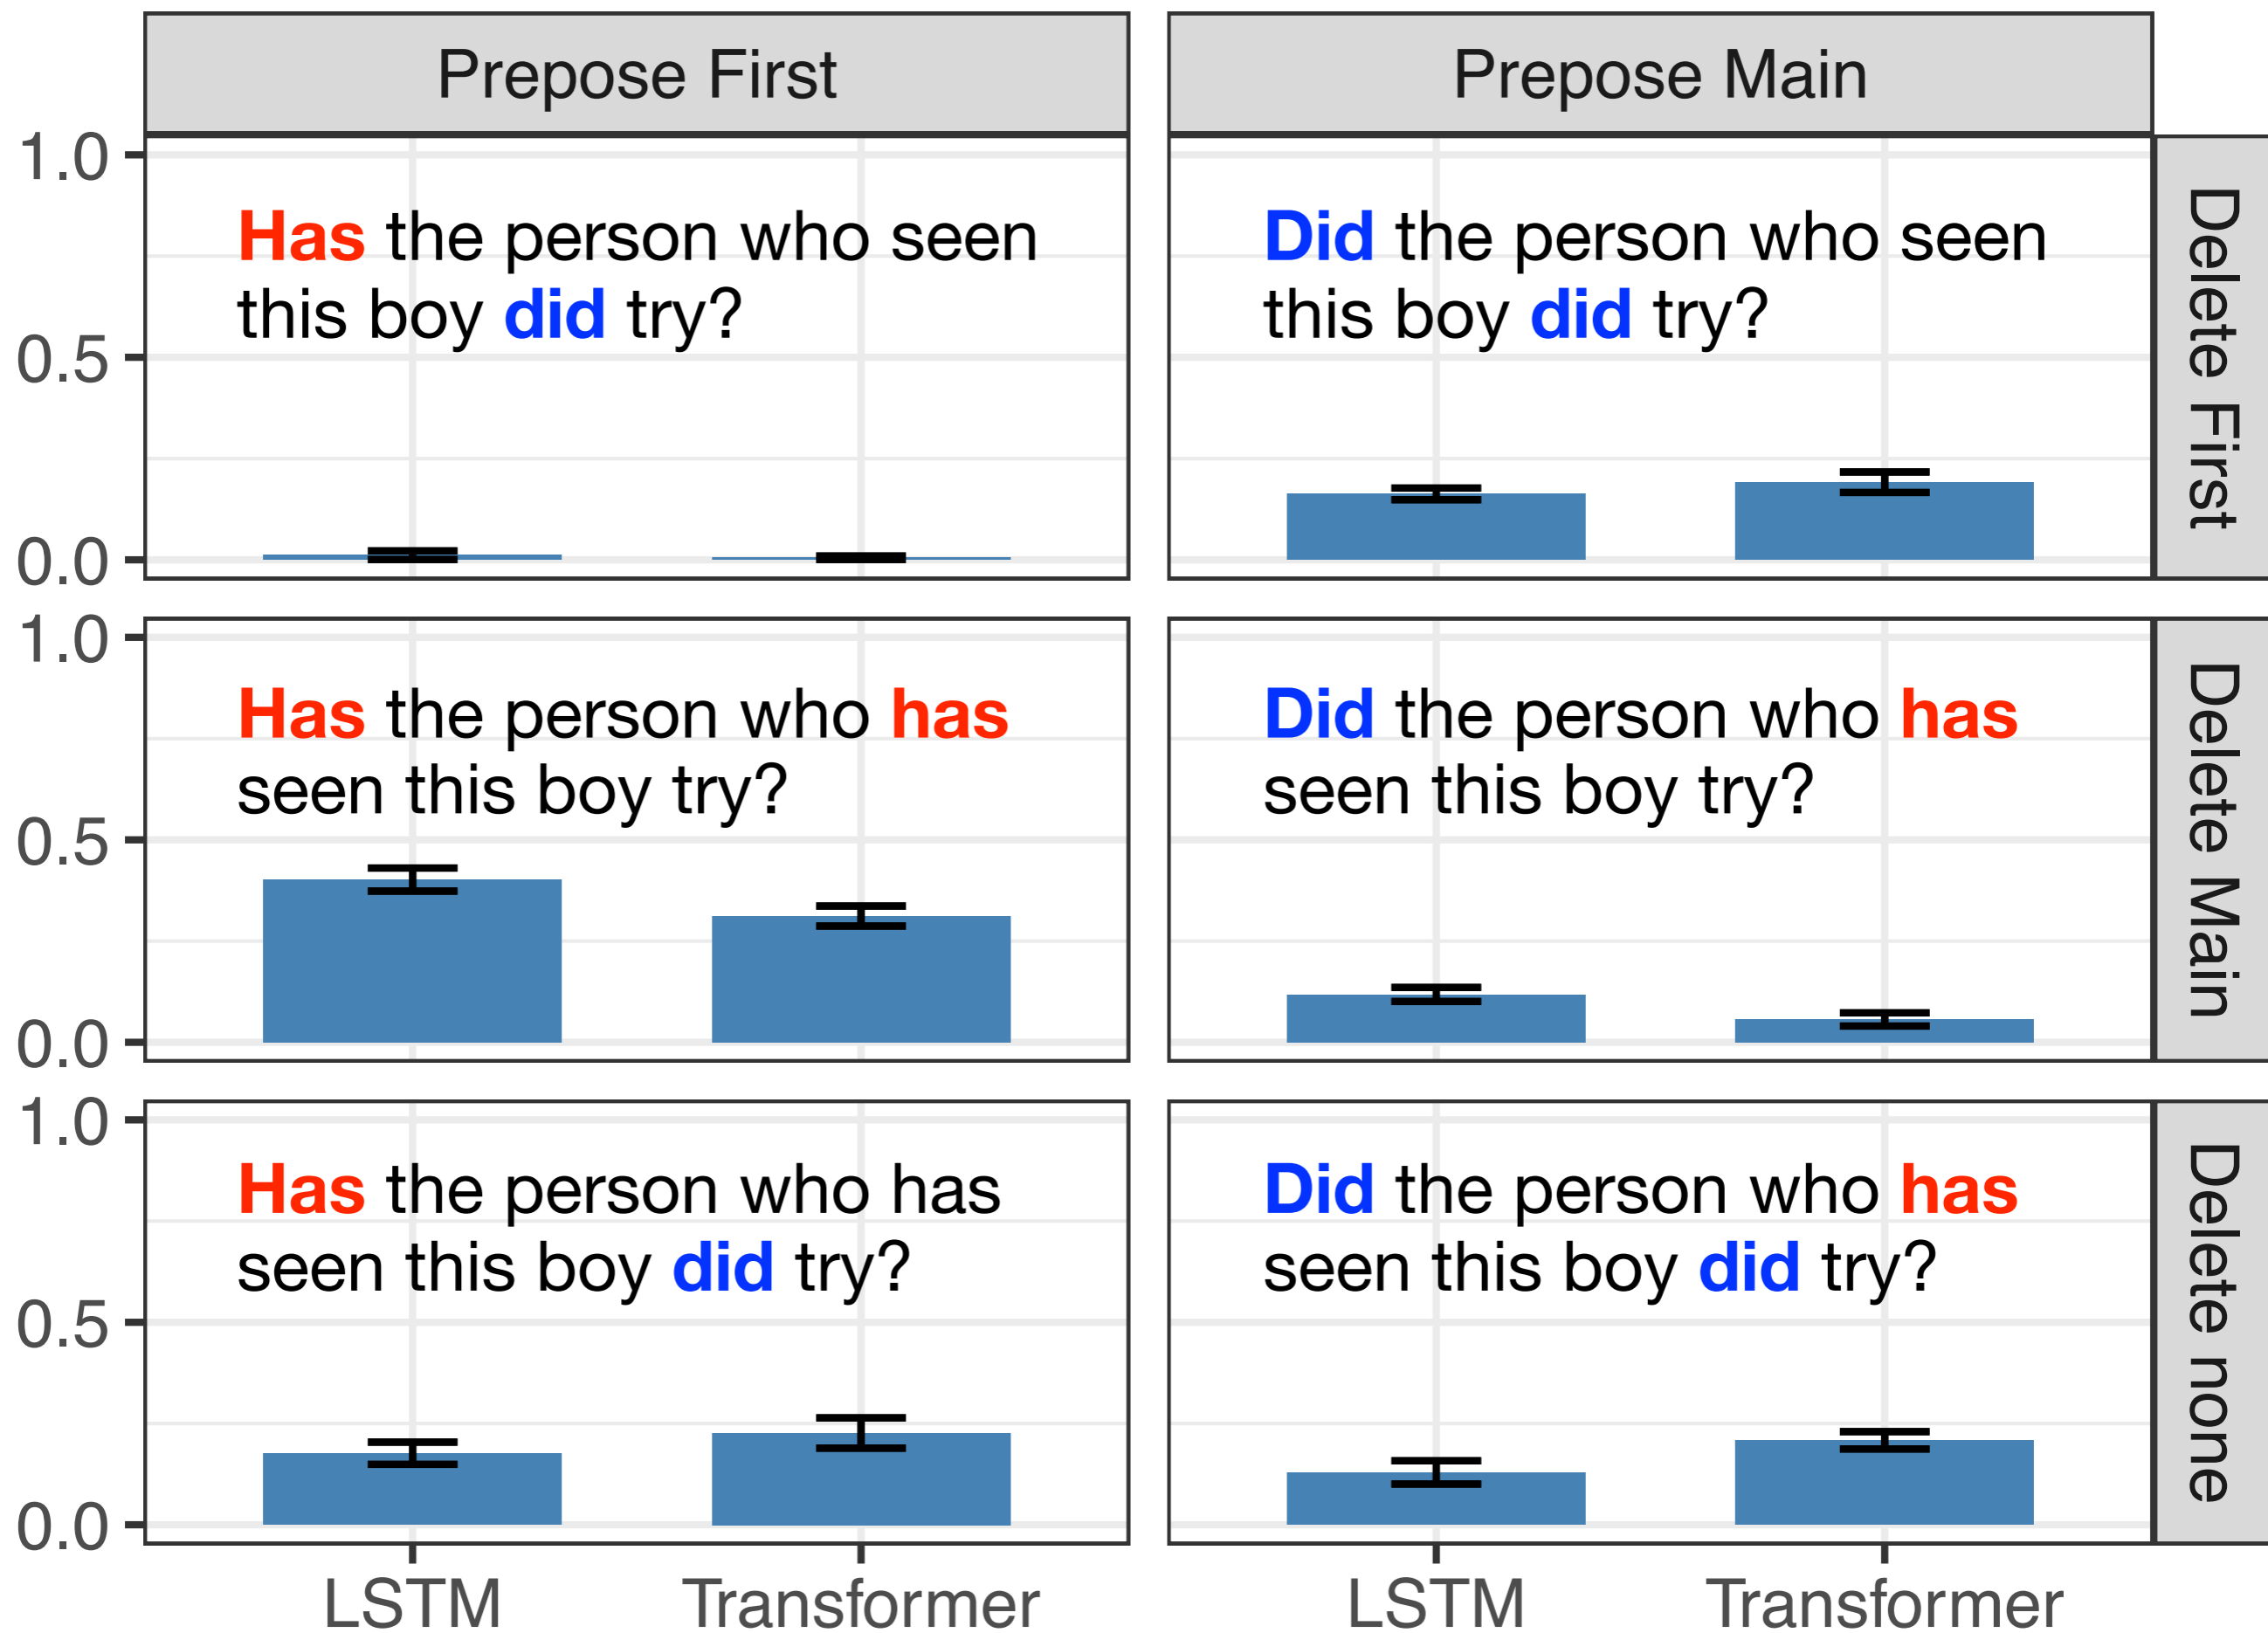 Prepose First
Prepose Main
1.0
0.5
0.0
Has the person who seen
this boy did try?
Did the person who seen
this boy did try?
Delete First
1.0
0.5
0.0
Has the person who has
seen this boy try?
Did the person who has
seen this boy try?
Delete Main
1.0
0.5
0.0
Has the person who has
seen this boy did try?
Did the person who has
seen this boy did try?
Delete none
LSTM
Transformer
LSTM
Transformer